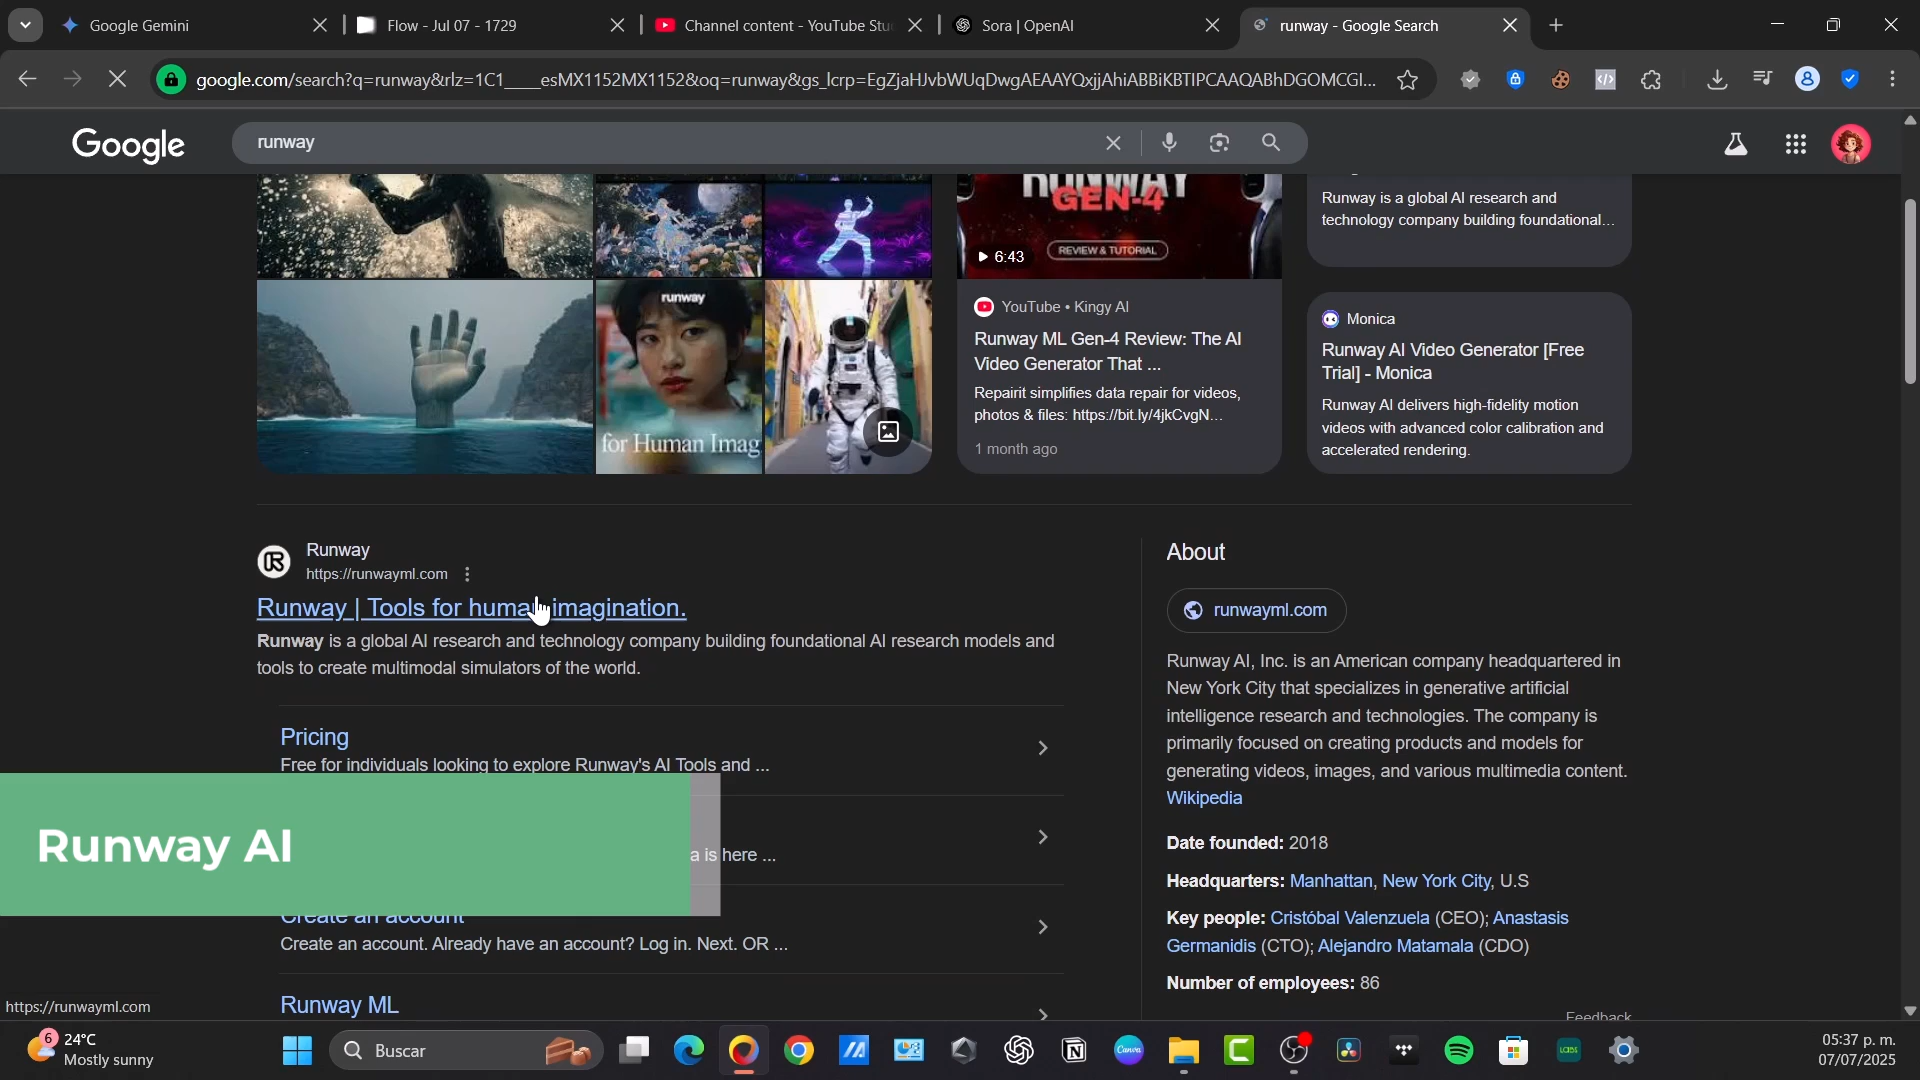 Google Gemini
Flow - Jul 07 - 1729
Channel content - YouTube Stu
Sora | OpenAI
runway - Google Search
google.com/search?q=runway&rlz=1C1____esMX1152MX1152&oq=runway&gs_lcrp=EgZjaHJvbWUqDwgAEAAYQxjjAhiABBiKBTIPCAAQABhDGOMCGI...
Google
runway
RUNWAY
GEN-4
REVIEW & TUTORIAL
6:43
runway
for Human Imag
YouTube • Kingy AI
Runway ML Gen-4 Review: The AI
Video Generator That ...
Repairit simplifies data repair for videos,
photos & files: https://bit.ly/4jkCvgN...
1 month ago
Runway is a global AI research and
technology company building foundational...
Monica
Runway AI Video Generator [Free
Trial] - Monica
Runway AI delivers high-fidelity motion
videos with advanced color calibration and
accelerated rendering.
Runway
https://runwayml.com
Runway | Tools for human imagination.
Runway is a global AI research and technology company building foundational AI research models and
tools to create multimodal simulators of the world.
Pricing
Free for individuals looking to explore Runway's AI Tools and ...
Runway AI
a is here ...
Create an account
Create an account. Already have an account? Log in. Next. OR ...
Runway ML
About
runwayml.com
Runway AI, Inc. is an American company headquartered in
New York City that specializes in generative artificial
intelligence research and technologies. The company is
primarily focused on creating products and models for
generating videos, images, and various multimedia content.
Wikipedia
Date founded: 2018
Headquarters: Manhattan, New York City, U.S
Key people: Cristóbal Valenzuela (CEO); Anastasis
Germanidis (CTO); Alejandro Matamala (CDO)
Number of employees: 86
Feedback
https://runwayml.com
6
24°C
Mostly sunny
Buscar
Canva
LABS
05:37 p. m.
07/07/2025